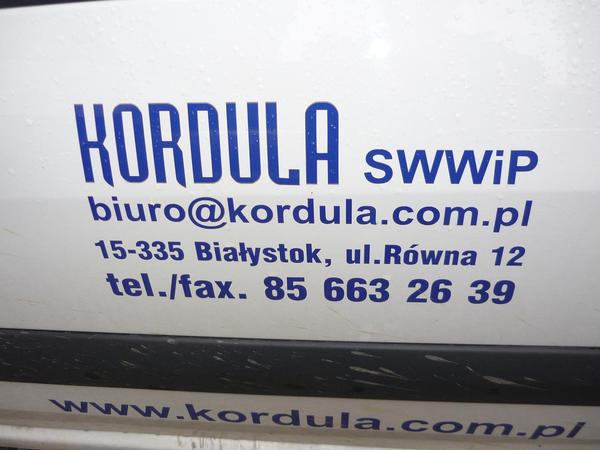 KORDULA SWWiP
biuro@kordula.com.pl
15-335 Białystok, ul.Równa 12
tel./fax. 85 663 26 39
www.kordula.com.pl